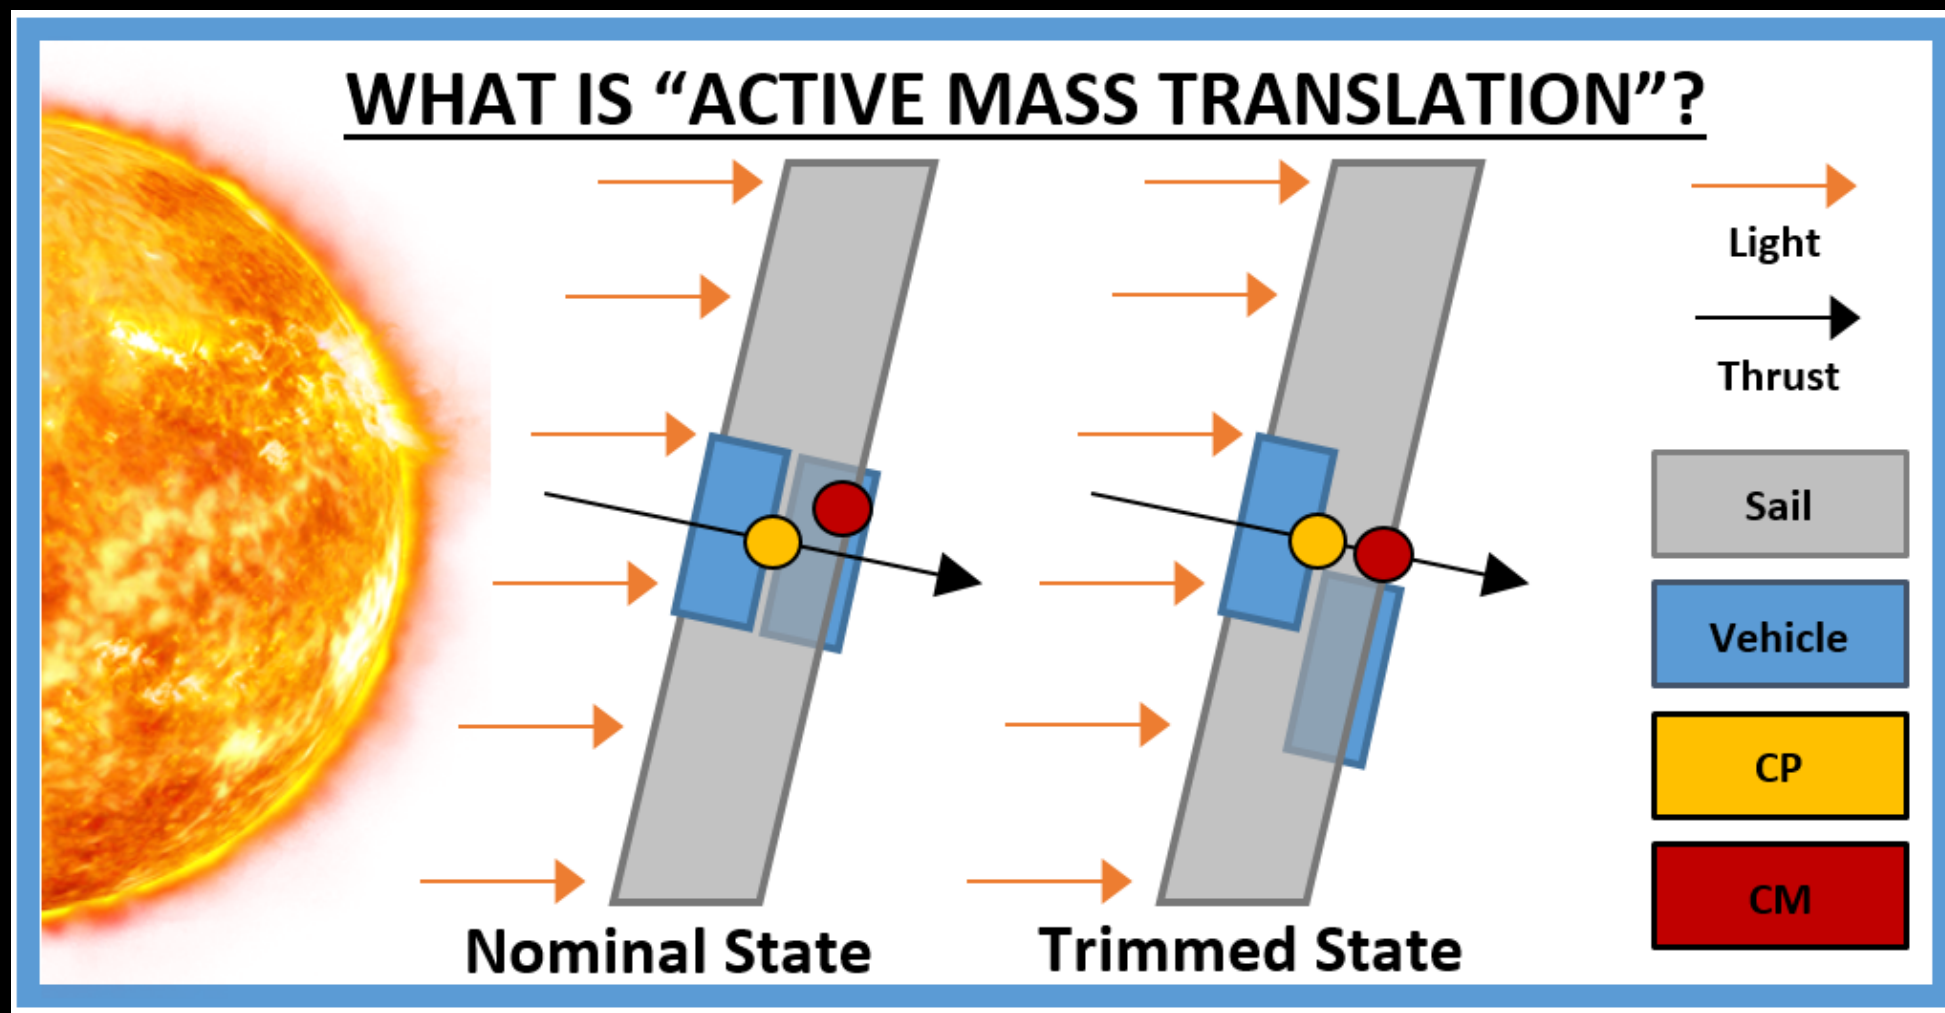 WHAT IS “ACTIVE MASS TRANSLATION”?
Light
Thrust
Sail
Vehicle
CP
CM
Nominal State
Trimmed State